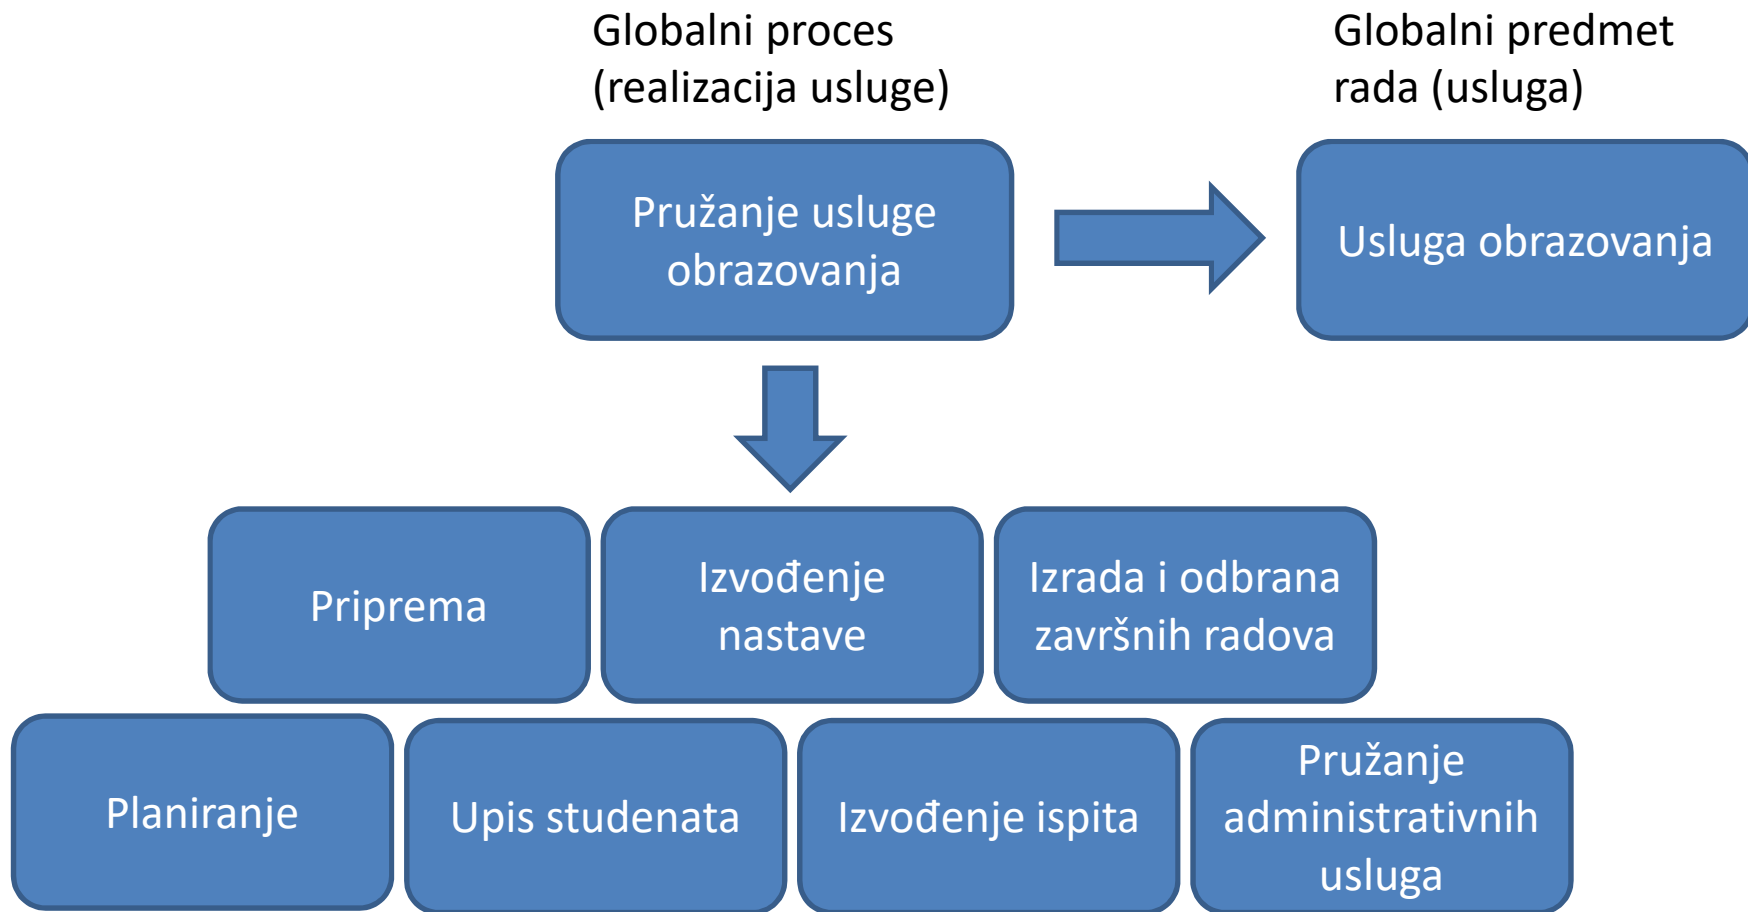 Globalni proces
(realizacija usluge)
Globalni predmet
rada (usluga)
Pružanje usluge
obrazovanja
Usluga obrazovanja
Priprema
Izvođenje
nastave
Izrada i odbrana
završnih radova
Planiranje
Upis studenata
Izvođenje ispita
Pružanje
administrativnih
usluga